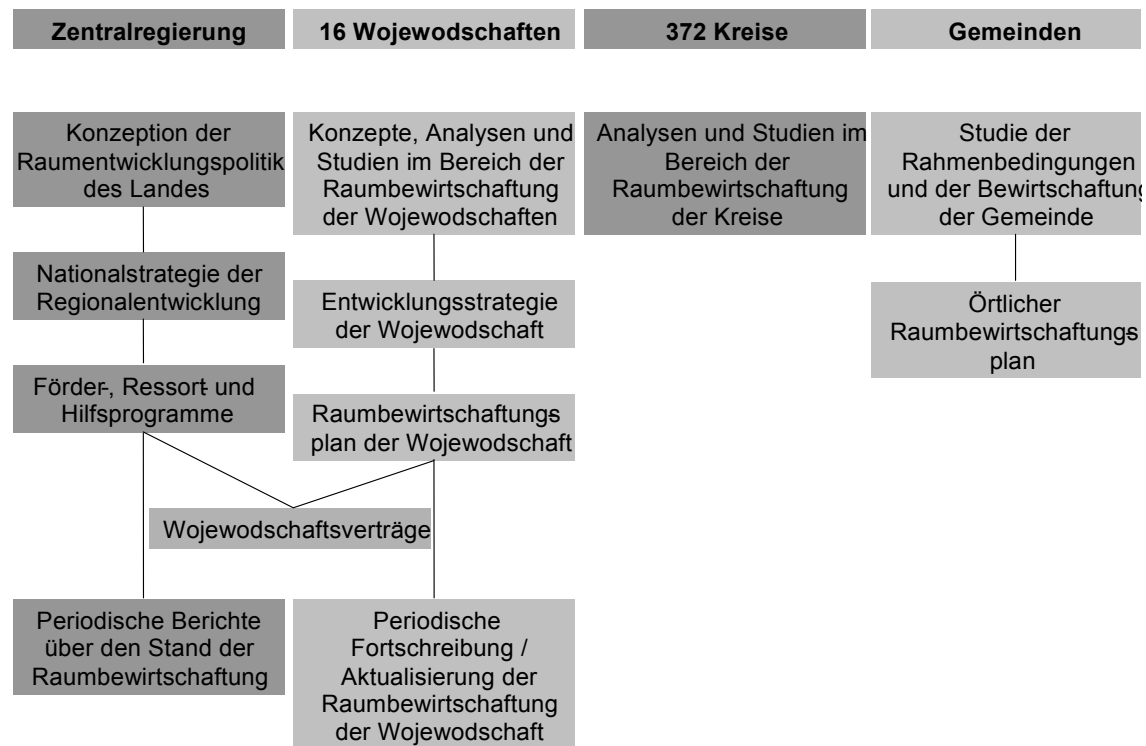 Zentralregierung
16 Wojewodschaften
372 Kreise
Gemeinden
Konzeption der
Raumentwicklungspolitik
des Landes
Nationalstrategie der
Regionalentwicklung
Förder-, Ressort- und
Hilfsprogramme
Konzepte, Analysen und
Studien im Bereich der
Raumbewirtschaftung
der Wojewodschaften
Entwicklungsstrategie
der Wojewodschaft
Raumbewirtschaftungs-
plan der Wojewodschaft
Wojewodschaftsverträge
Periodische Berichte
über den Stand der
Raumbewirtschaftung
Periodische
Fortschreibung /
Aktualisierung der
Raumbewirtschaftung
der Wojewodschaft
Analysen und Studien im
Bereich der
Raumbewirtschaftung
der Kreise
Studie der
Rahmenbedingungen
und der Bewirtschaftung
der Gemeinde
Örtlicher
Raumbewirtschaftungs-
plan